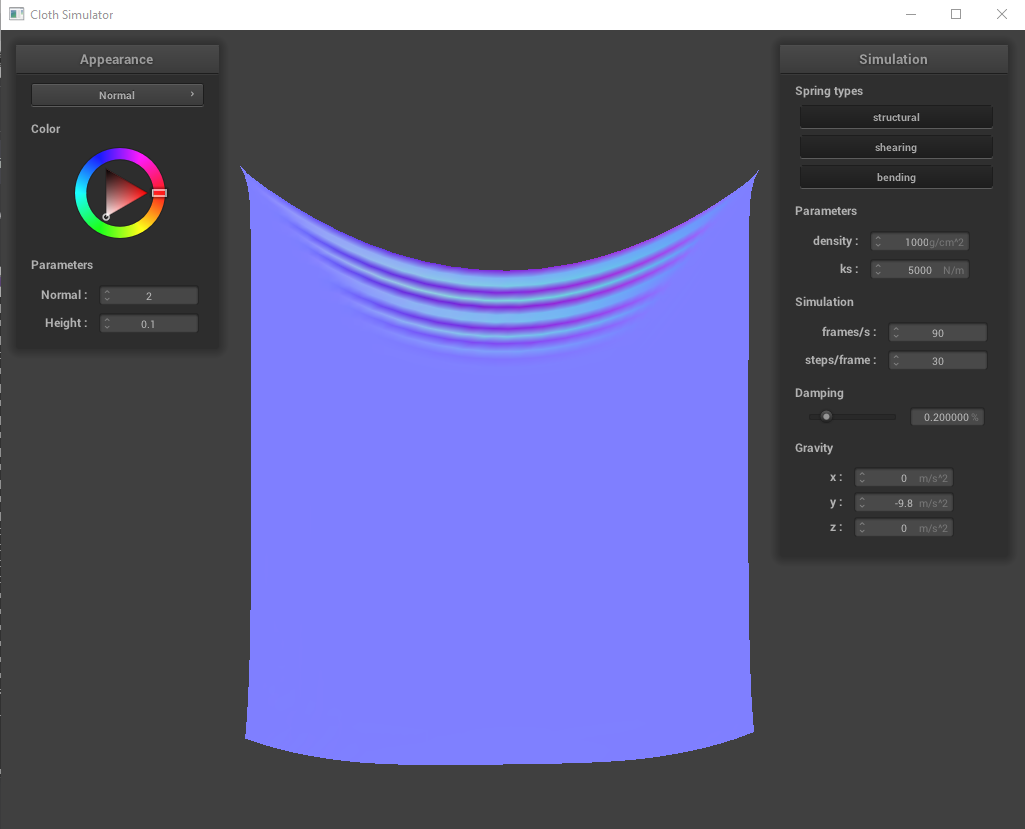 Cloth Simulator
Appearance
Normal
Color
Parameters
Normal : 2
Height : 0.1
Simulation
Spring types
structural
shearing
bending
Parameters
density : 1000g/cm^2
ks : 5000 N/m
Simulation
frames/s : 90
steps/frame : 30
Damping
0.200000 %
Gravity
x : 0 m/s^2
y : -9.8 m/s^2
z : 0 m/s^2